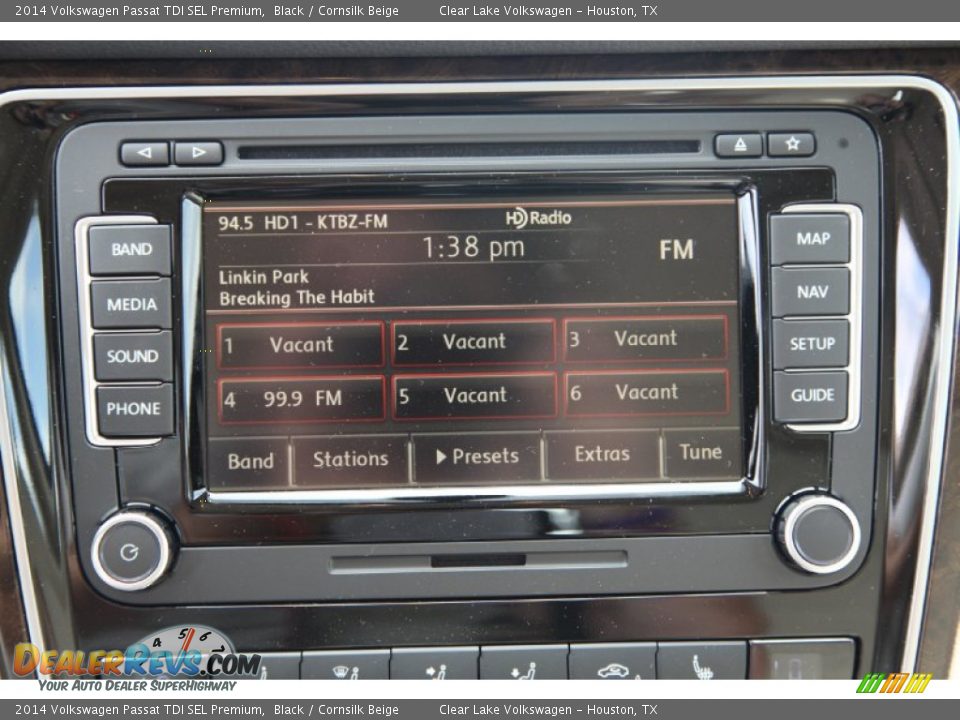 2014 Volkswagen Passat TDI SEL Premium, Black / Cornsilk Beige Clear Lake Volkswagen - Houston, TX
94.5 HD1 - KTBZ-FM HD Radio
1:38 pm
FM
Linkin Park
Breaking The Habit
1 Vacant 2 Vacant 3 Vacant
4 99.9 FM 5 Vacant 6 Vacant
Band Stations Presets Extras Tune
BAND
MEDIA
SOUND
PHONE
MAP
NAV
SETUP
GUIDE
4 5 6
DEALERREVS.COM
YOUR AUTO DEALER SUPERHIGHWAY
2014 Volkswagen Passat TDI SEL Premium, Black / Cornsilk Beige Clear Lake Volkswagen - Houston, TX